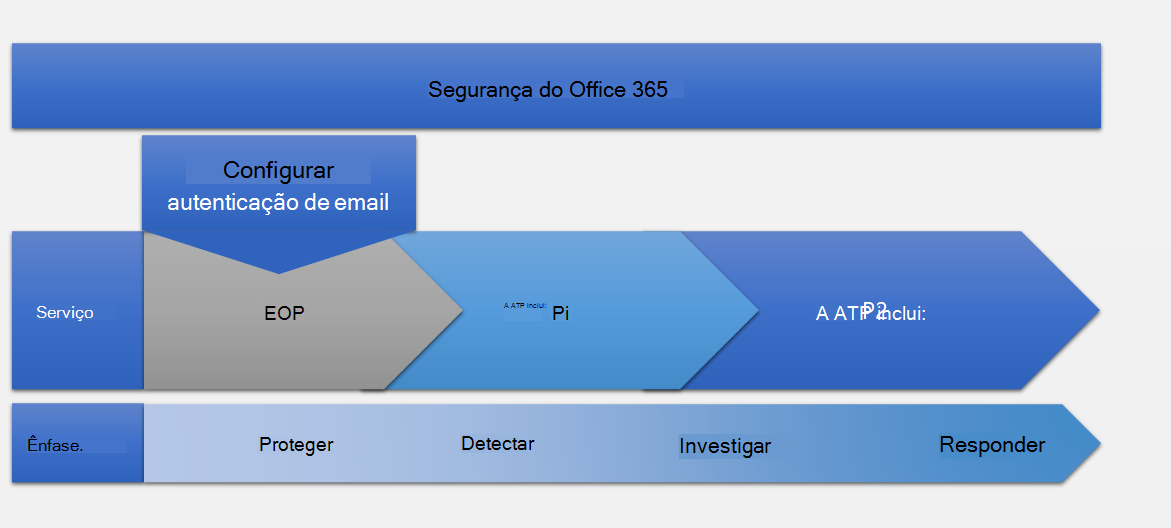 Segurança do Office 365
Configurar
autenticação de email
Serviço
EOP
A ATP inclui:
Pi
A ATP inclui:
P2
Ênfase.
Proteger
Detectar
Investigar
Responder